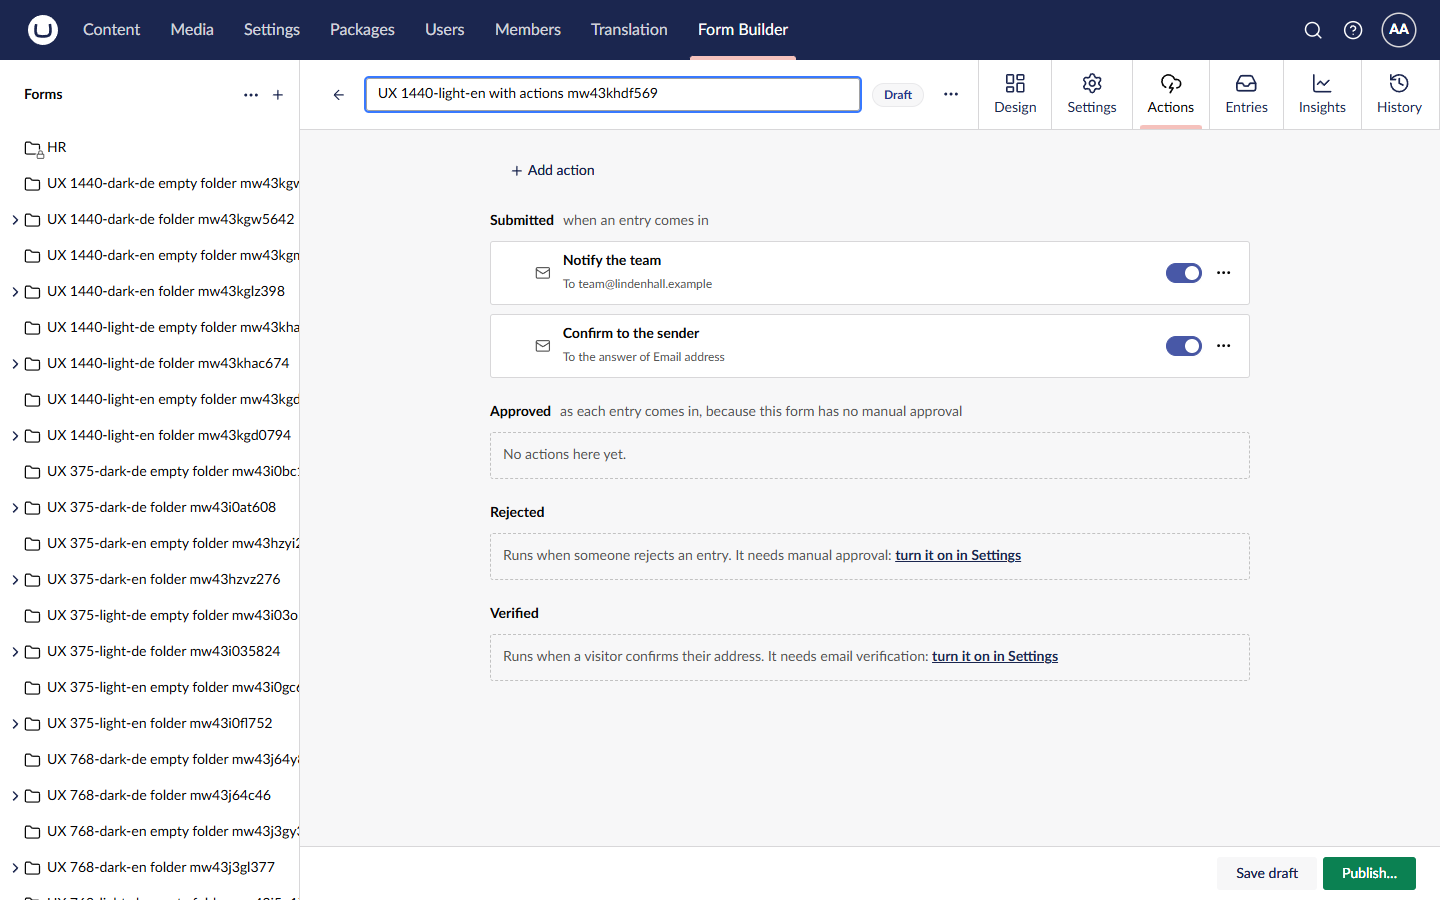 Content Media Settings Packages Users Members Translation Form Builder AA
Forms
UX 1440-light-en with actions mw43khdf569
Draft
Design Settings Actions Entries Insights History
HR
UX 1440-dark-de empty folder
UX 1440-dark-de folder mw43kgw5642
UX 1440-dark-en empty folder
UX 1440-dark-en folder mw43kglz398
UX 1440-light-de empty folder
UX 1440-light-de folder mw43khac674
UX 1440-light-en empty folder
UX 1440-light-en folder mw43kgd0794
UX 375-dark-de empty folder
UX 375-dark-de folder mw43i0at608
UX 375-dark-en empty folder
UX 375-dark-en folder mw43hzvz276
UX 375-light-de empty folder
UX 375-light-de folder mw43i035824
UX 375-light-en empty folder
UX 375-light-en folder mw43i0fl752
UX 768-dark-de empty folder
UX 768-dark-de folder mw43j64c46
UX 768-dark-en empty folder
UX 768-dark-en folder mw43j3gl377
+ Add action
Submitted when an entry comes in
Notify the team
To team@lindenhall.example
Confirm to the sender
To the answer of Email address
Approved as each entry comes in, because this form has no manual approval
No actions here yet.
Rejected
Runs when someone rejects an entry. It needs manual approval: turn it on in Settings
Verified
Runs when a visitor confirms their address. It needs email verification: turn it on in Settings
Save draft
Publish...